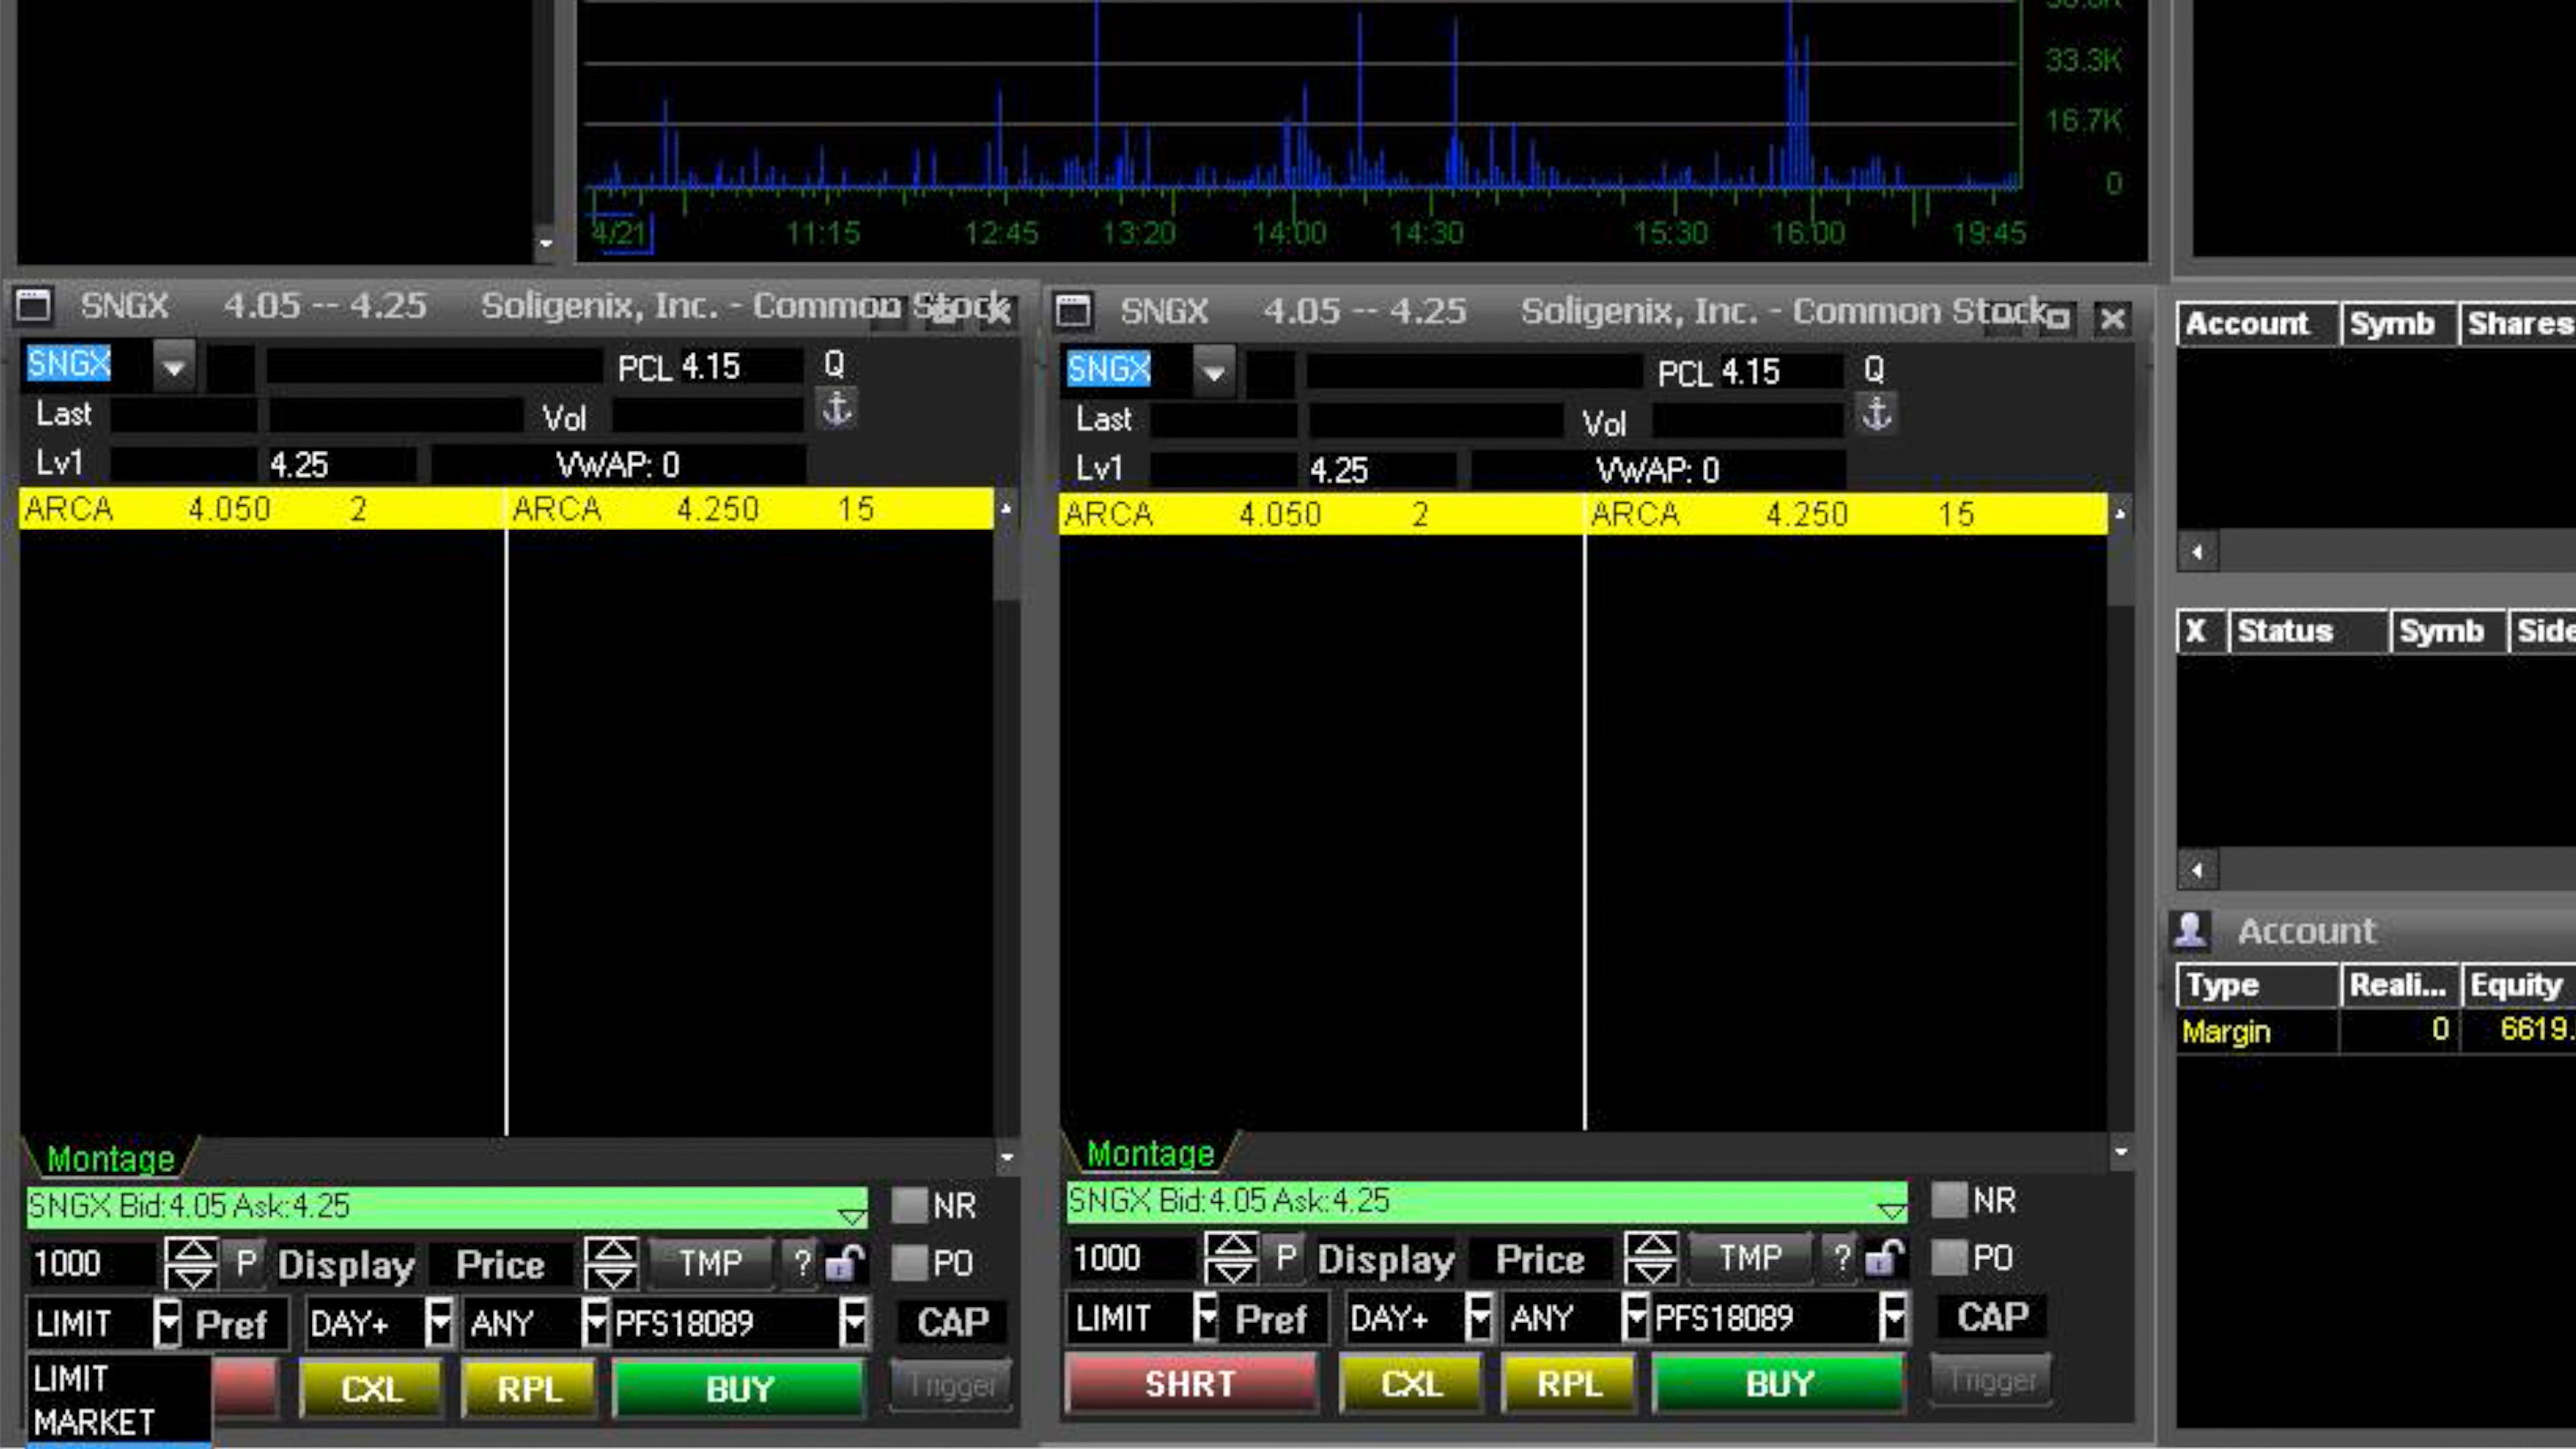 33.3K
16.7K
0
4/21 11:15 12:45 13:20 14:00 14:30 15:30 16:00 19:45
SNGX 4.05 -- 4.25 Soligenix, Inc. - Common Stock
SNGX PCL 4.15 Q
Last Vol
Lv1 4.25 VWAP: 0
ARCA 4.050 2 ARCA 4.250 15
Montage
SNGX Bid:4.05 Ask:4.25 NR
1000 P Display Price TMP ? PO
LIMIT Pref DAY+ ANY PFS18089 CAP
LIMIT CXL RPL BUY Trigger
MARKET
SNGX 4.05 -- 4.25 Soligenix, Inc. - Common Stock
SNGX PCL 4.15 Q
Last Vol
Lv1 4.25 VWAP: 0
ARCA 4.050 2 ARCA 4.250 15
Montage
SNGX Bid:4.05 Ask:4.25 NR
1000 P Display Price TMP ? PO
LIMIT Pref DAY+ ANY PFS18089 CAP
SHRT CXL RPL BUY Trigger
Account Symb Shares
X Status Symb Side
Account
Type Reali... Equity
Margin 0 6619.